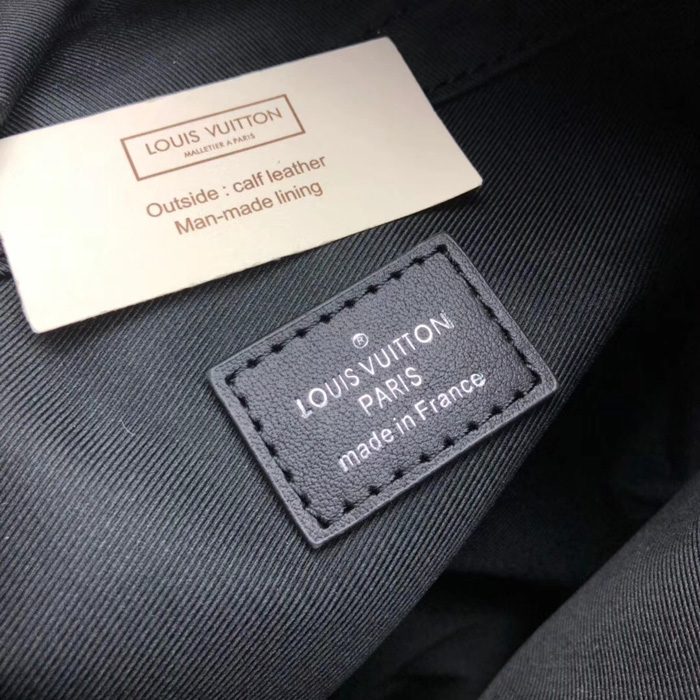 LOUIS VUITTON
MALLETIER A PARIS
Outside : calf leather
Man-made lining
®
LOUIS VUITTON
PARIS
made in France